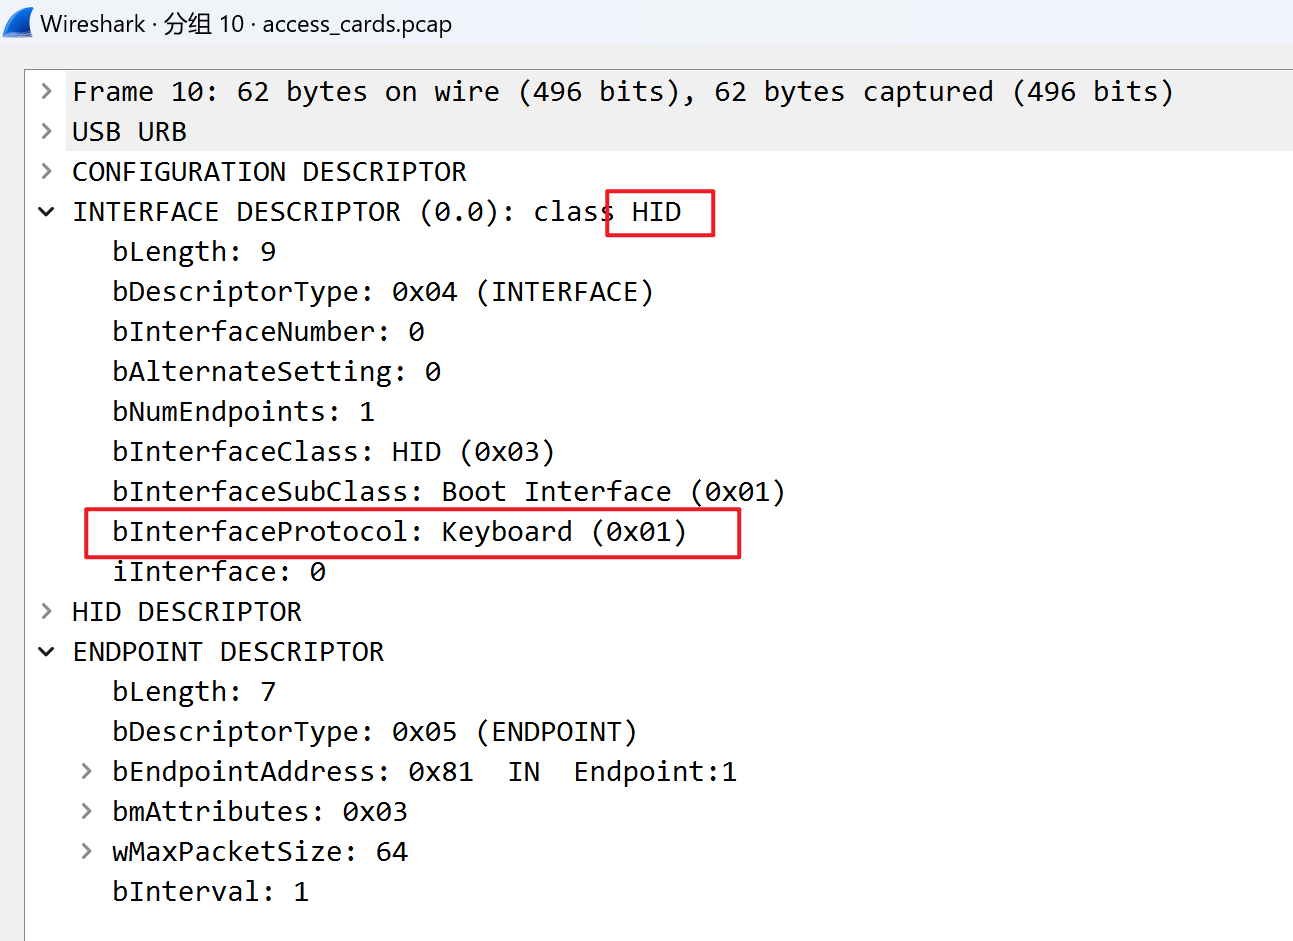 Wireshark · 分组 10 · access_cards.pcap
Frame 10: 62 bytes on wire (496 bits), 62 bytes captured (496 bits)
USB URB
CONFIGURATION DESCRIPTOR
INTERFACE DESCRIPTOR (0.0): class HID
bLength: 9
bDescriptorType: 0x04 (INTERFACE)
bInterfaceNumber: 0
bAlternateSetting: 0
bNumEndpoints: 1
bInterfaceClass: HID (0x03)
bInterfaceSubClass: Boot Interface (0x01)
bInterfaceProtocol: Keyboard (0x01)
iInterface: 0
HID DESCRIPTOR
ENDPOINT DESCRIPTOR
bLength: 7
bDescriptorType: 0x05 (ENDPOINT)
bEndpointAddress: 0x81  IN  Endpoint:1
bmAttributes: 0x03
wMaxPacketSize: 64
bInterval: 1